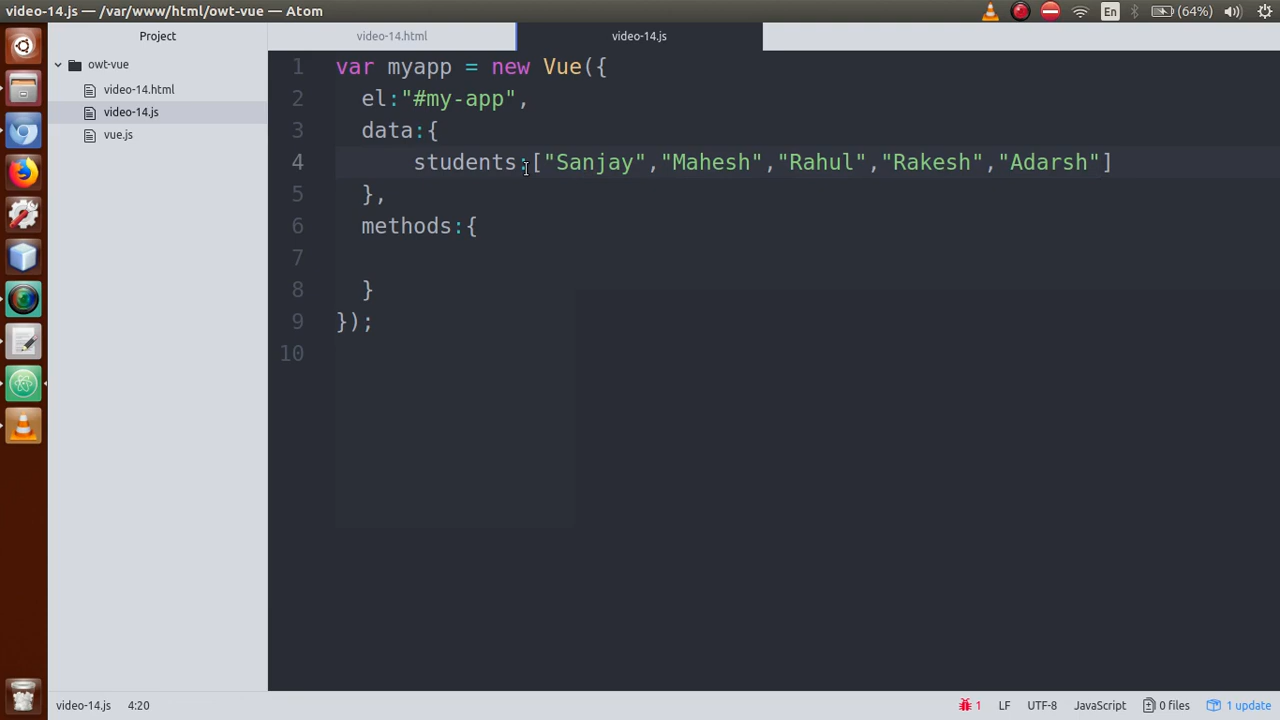 video-14.js — /var/www/html/owt-vue — Atom
En
(64%)
Project
video-14.html
video-14.js
owt-vue
video-14.html
video-14.js
vue.js
1 var myapp = new Vue({
2 el:"#my-app",
3 data:{
4 students:["Sanjay","Mahesh","Rahul","Rakesh","Adarsh"]
5 },
6 methods:{
7
8 }
9 });
10
video-14.js 4:20
1 LF UTF-8 JavaScript 0 files 1 update